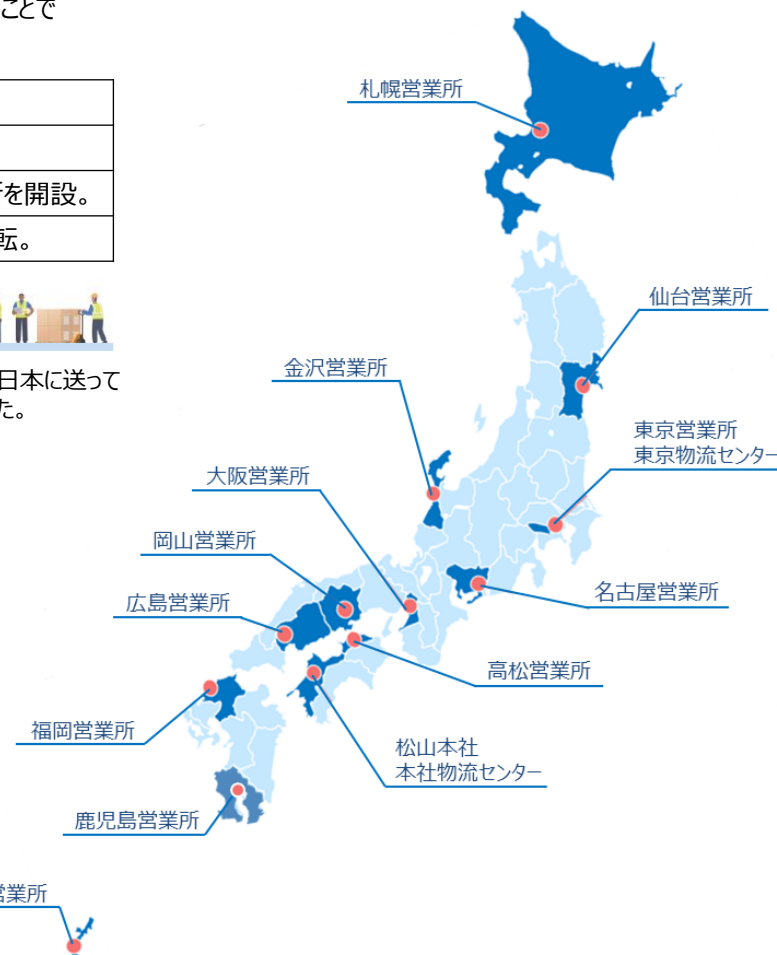 ことで
を開設。
転。
日本に送って
た。
札幌営業所
仙台営業所
金沢営業所
東京営業所
東京物流センター
大阪営業所
岡山営業所
広島営業所
名古屋営業所
高松営業所
福岡営業所
松山本社
本社物流センター
鹿児島営業所
営業所